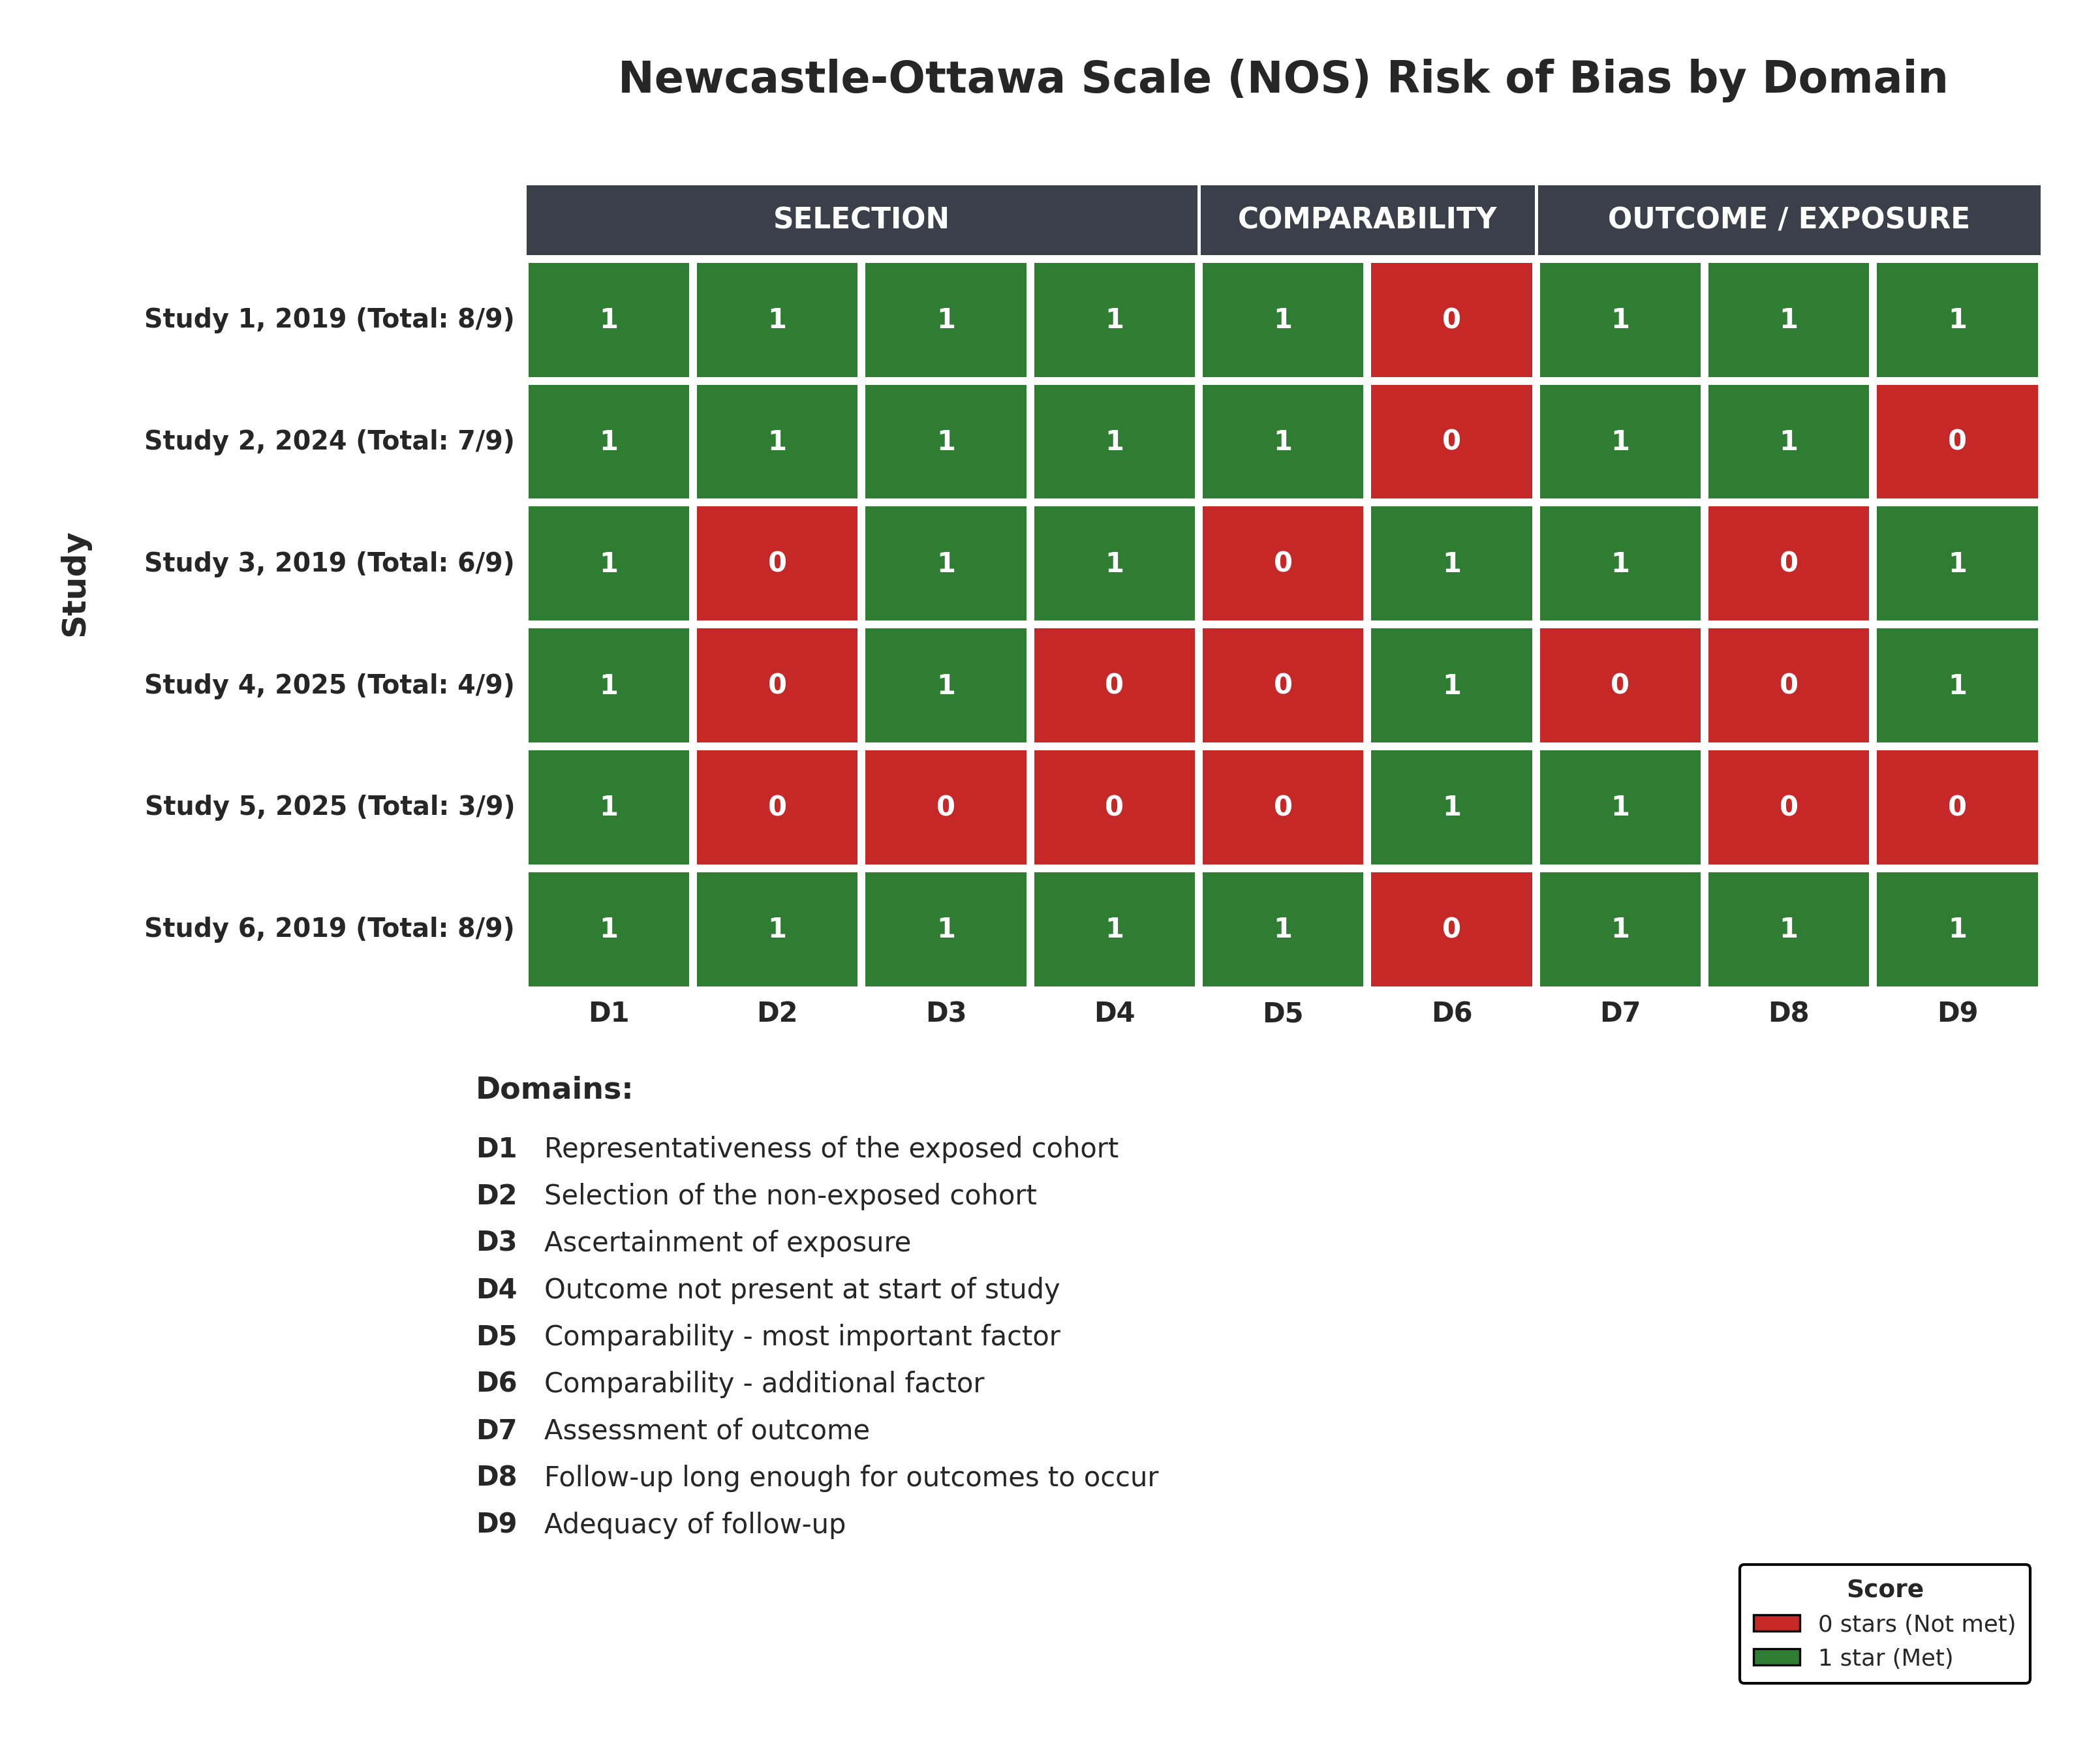 Newcastle-Ottawa Scale (NOS) Risk of Bias by Domain
SELECTION COMPARABILITY OUTCOME / EXPOSURE
Study
Study 1, 2019 (Total: 8/9) 1 1 1 1 1 0 1 1 1
Study 2, 2024 (Total: 7/9) 1 1 1 1 1 0 1 1 0
Study 3, 2019 (Total: 6/9) 1 0 1 1 0 1 1 0 1
Study 4, 2025 (Total: 4/9) 1 0 1 0 0 1 0 0 1
Study 5, 2025 (Total: 3/9) 1 0 0 0 0 1 1 0 0
Study 6, 2019 (Total: 8/9) 1 1 1 1 1 0 1 1 1
D1 D2 D3 D4 D5 D6 D7 D8 D9
Domains:
D1 Representativeness of the exposed cohort
D2 Selection of the non-exposed cohort
D3 Ascertainment of exposure
D4 Outcome not present at start of study
D5 Comparability - most important factor
D6 Comparability - additional factor
D7 Assessment of outcome
D8 Follow-up long enough for outcomes to occur
D9 Adequacy of follow-up
Score
0 stars (Not met)
1 star (Met)